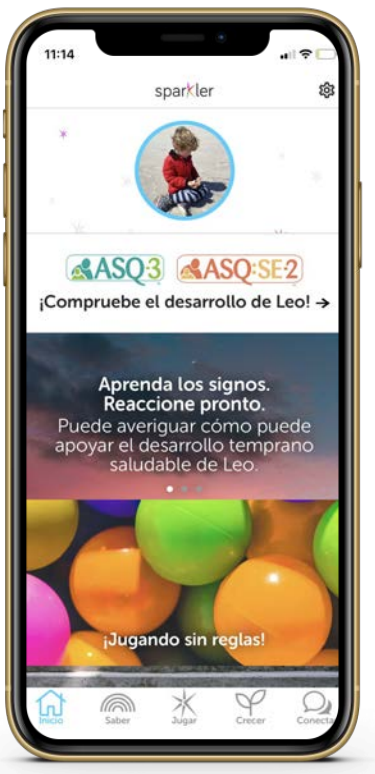 11:14
sparkler
ASQ-3 ASQ:SE-2
¡Compruebe el desarrollo de Leo! →
Aprenda los signos.
Reaccione pronto.
Puede averiguar cómo puede
apoyar el desarrollo temprano
saludable de Leo.
¡Jugando sin reglas!
Inicio Saber Jugar Crecer Conecta